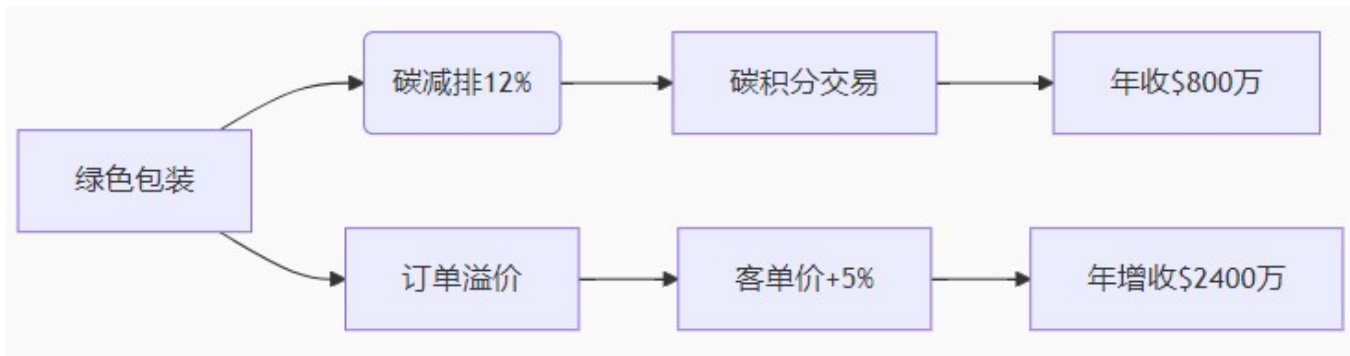 碳减排12%
碳积分交易
年收$800万
绿色包装
订单溢价
客单价+5%
年增收$2400万